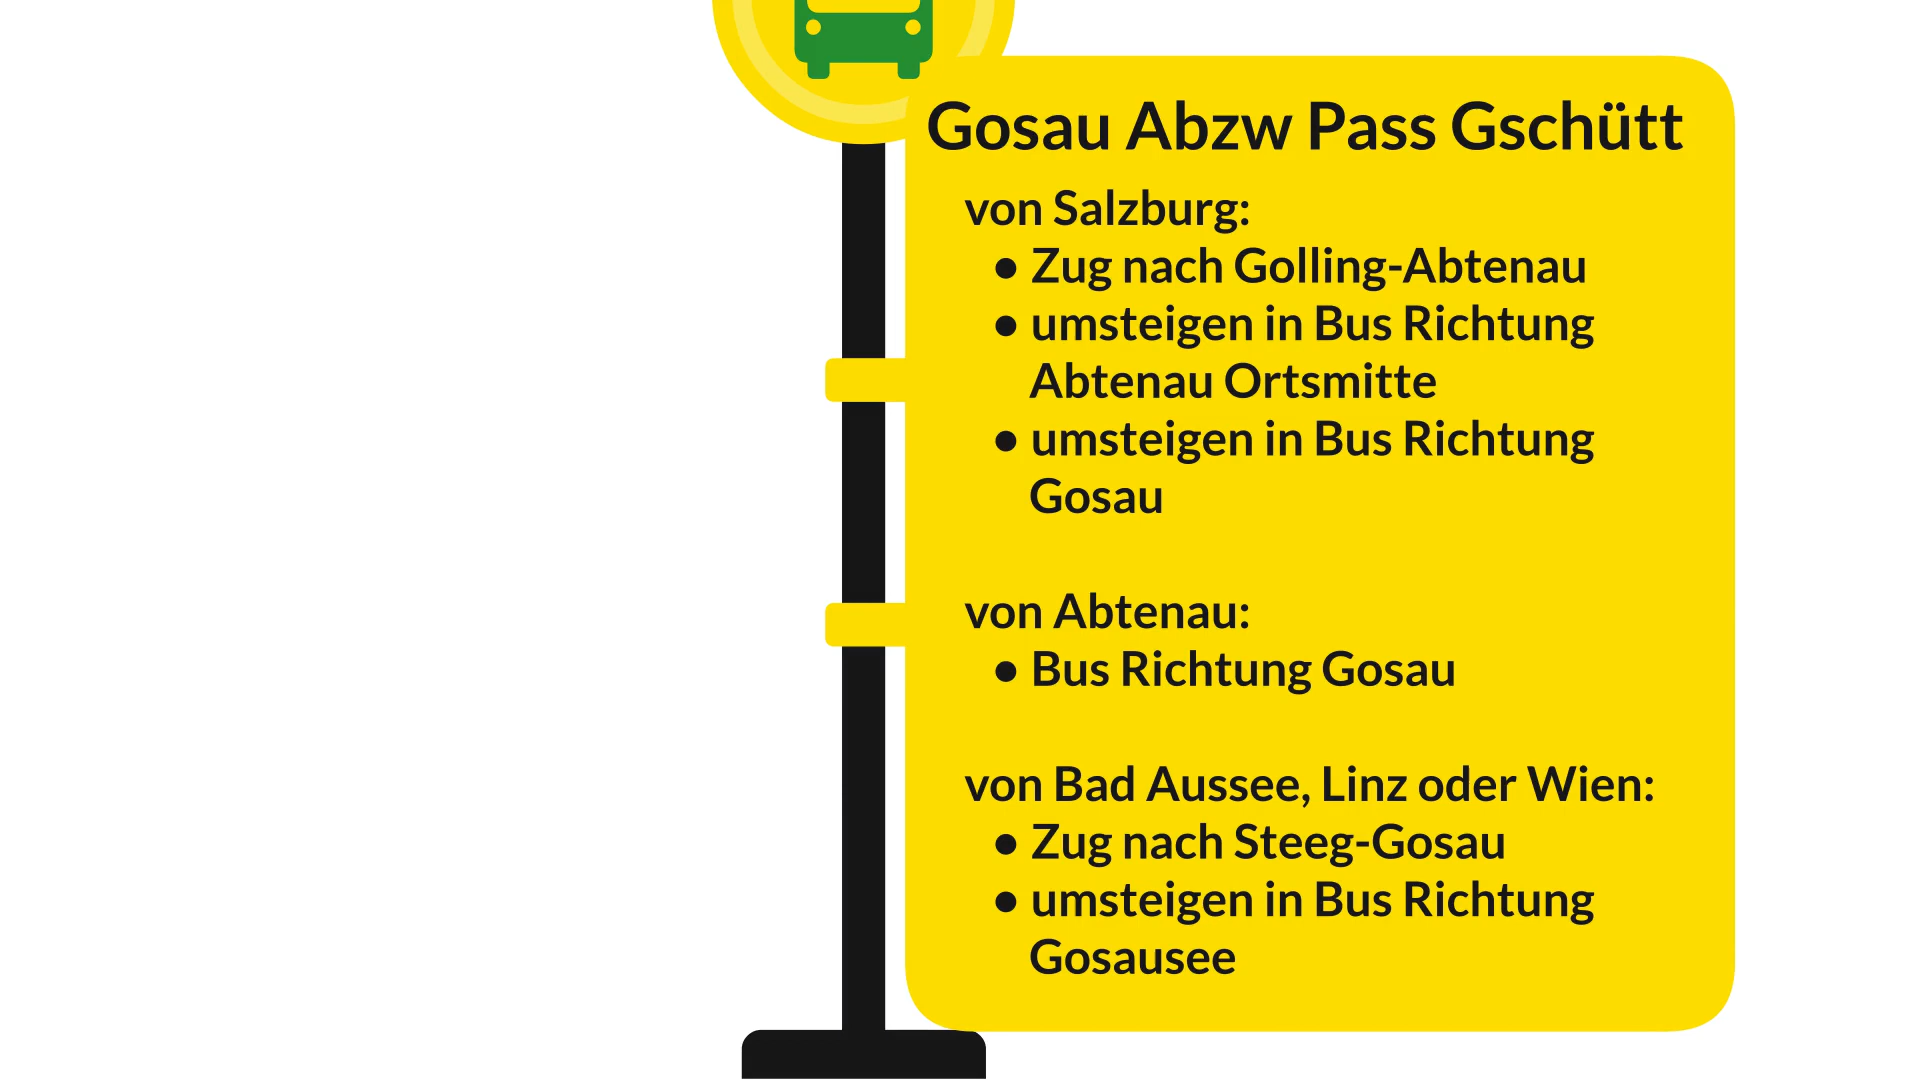 Gosau Abzw Pass Gschütt
von Salzburg:
● Zug nach Golling-Abtenau
● umsteigen in Bus Richtung
Abtenau Ortsmitte
● umsteigen in Bus Richtung
Gosau
von Abtenau:
● Bus Richtung Gosau
von Bad Aussee, Linz oder Wien:
● Zug nach Steeg-Gosau
● umsteigen in Bus Richtung
Gosausee